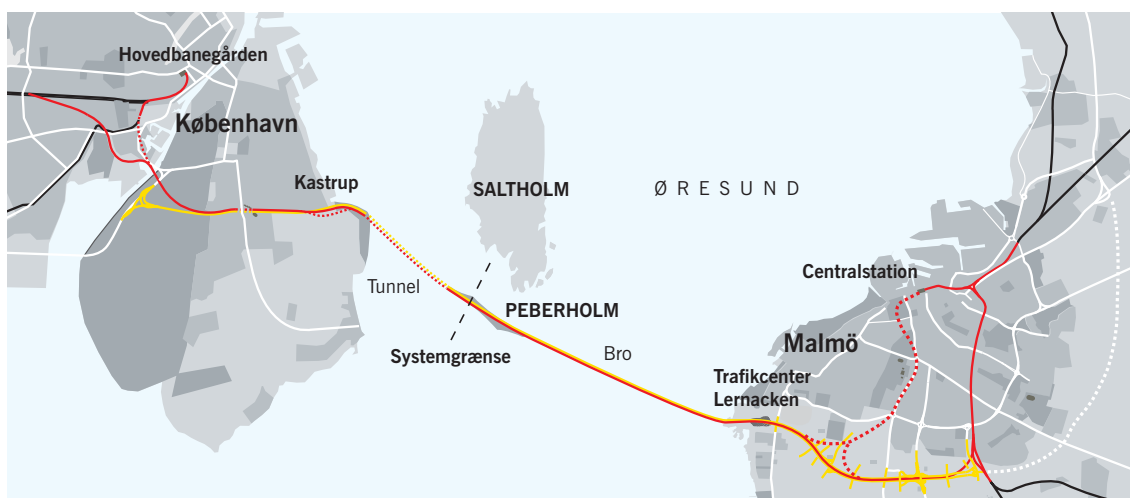 Hovedbanegården
København
Kastrup
SALTHOLM
ØRESUND
Centralstation
Tunnel
PEBERHOLM
Systemgrænse
Bro
Malmö
Trafikcenter
Lernacken